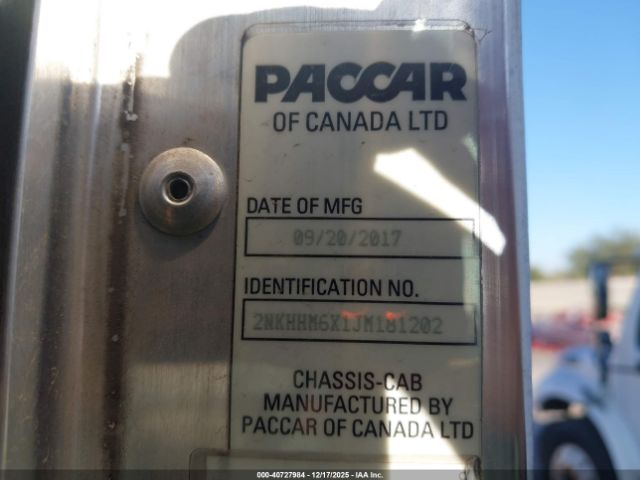 PACCAR
OF CANADA LTD
DATE OF MFG
09/20/2017
IDENTIFICATION NO.
2NKHHM6X1JM181202
CHASSIS-CAB
MANUFACTURED BY
PACCAR OF CANADA LTD
000-40727984 | 12/17/2025 | IAA Inc.